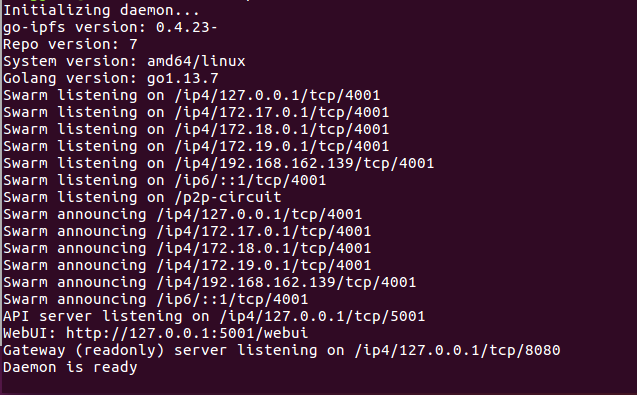 Initializing daemon...
go-ipfs version: 0.4.23-
Repo version: 7
System version: amd64/linux
Golang version: go1.13.7
Swarm listening on /ip4/127.0.0.1/tcp/4001
Swarm listening on /ip4/172.17.0.1/tcp/4001
Swarm listening on /ip4/172.18.0.1/tcp/4001
Swarm listening on /ip4/172.19.0.1/tcp/4001
Swarm listening on /ip4/192.168.162.139/tcp/4001
Swarm listening on /ip6/::1/tcp/4001
Swarm listening on /p2p-circuit
Swarm announcing /ip4/127.0.0.1/tcp/4001
Swarm announcing /ip4/172.17.0.1/tcp/4001
Swarm announcing /ip4/172.18.0.1/tcp/4001
Swarm announcing /ip4/172.19.0.1/tcp/4001
Swarm announcing /ip4/192.168.162.139/tcp/4001
Swarm announcing /ip6/::1/tcp/4001
API server listening on /ip4/127.0.0.1/tcp/5001
WebUI: http://127.0.0.1:5001/webui
Gateway (readonly) server listening on /ip4/127.0.0.1/tcp/8080
Daemon is ready